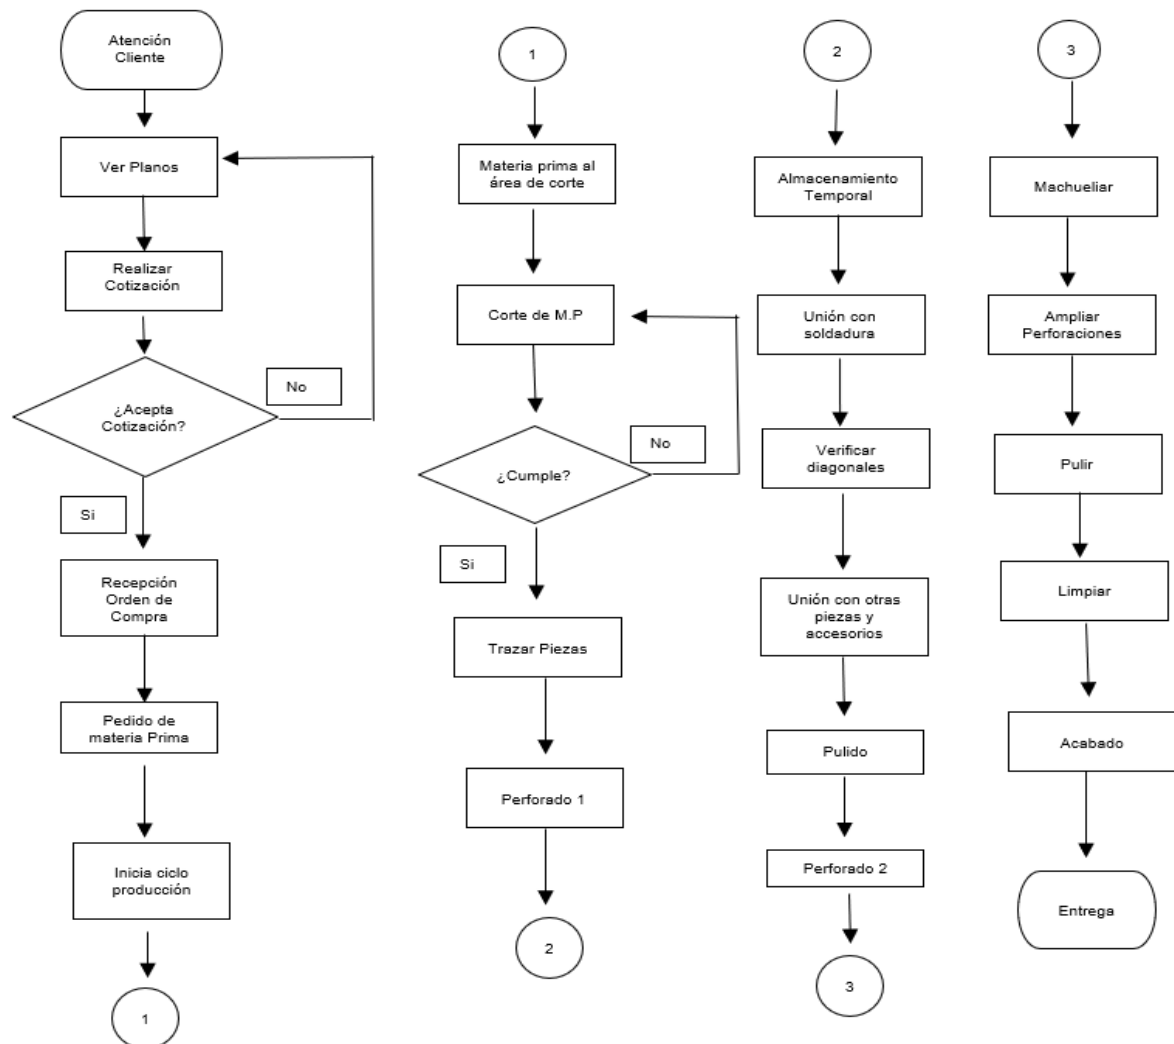 Atención
Cliente
Ver Planos
Realizar
Cotización
¿Acepta
Cotización?
No
Si
Recepción
Orden de
Compra
Pedido de
materia Prima
Inicia ciclo
producción
1
1
Materia prima al
área de corte
Corte de M.P
¿Cumple?
No
Si
Trazar Piezas
Perforado 1
2
2
Almacenamiento
Temporal
Unión con
soldadura
Verificar
diagonales
Unión con otras
piezas y
accesorios
Pulido
Perforado 2
3
3
Machueliar
Ampliar
Perforaciones
Pulir
Limpiar
Acabado
Entrega